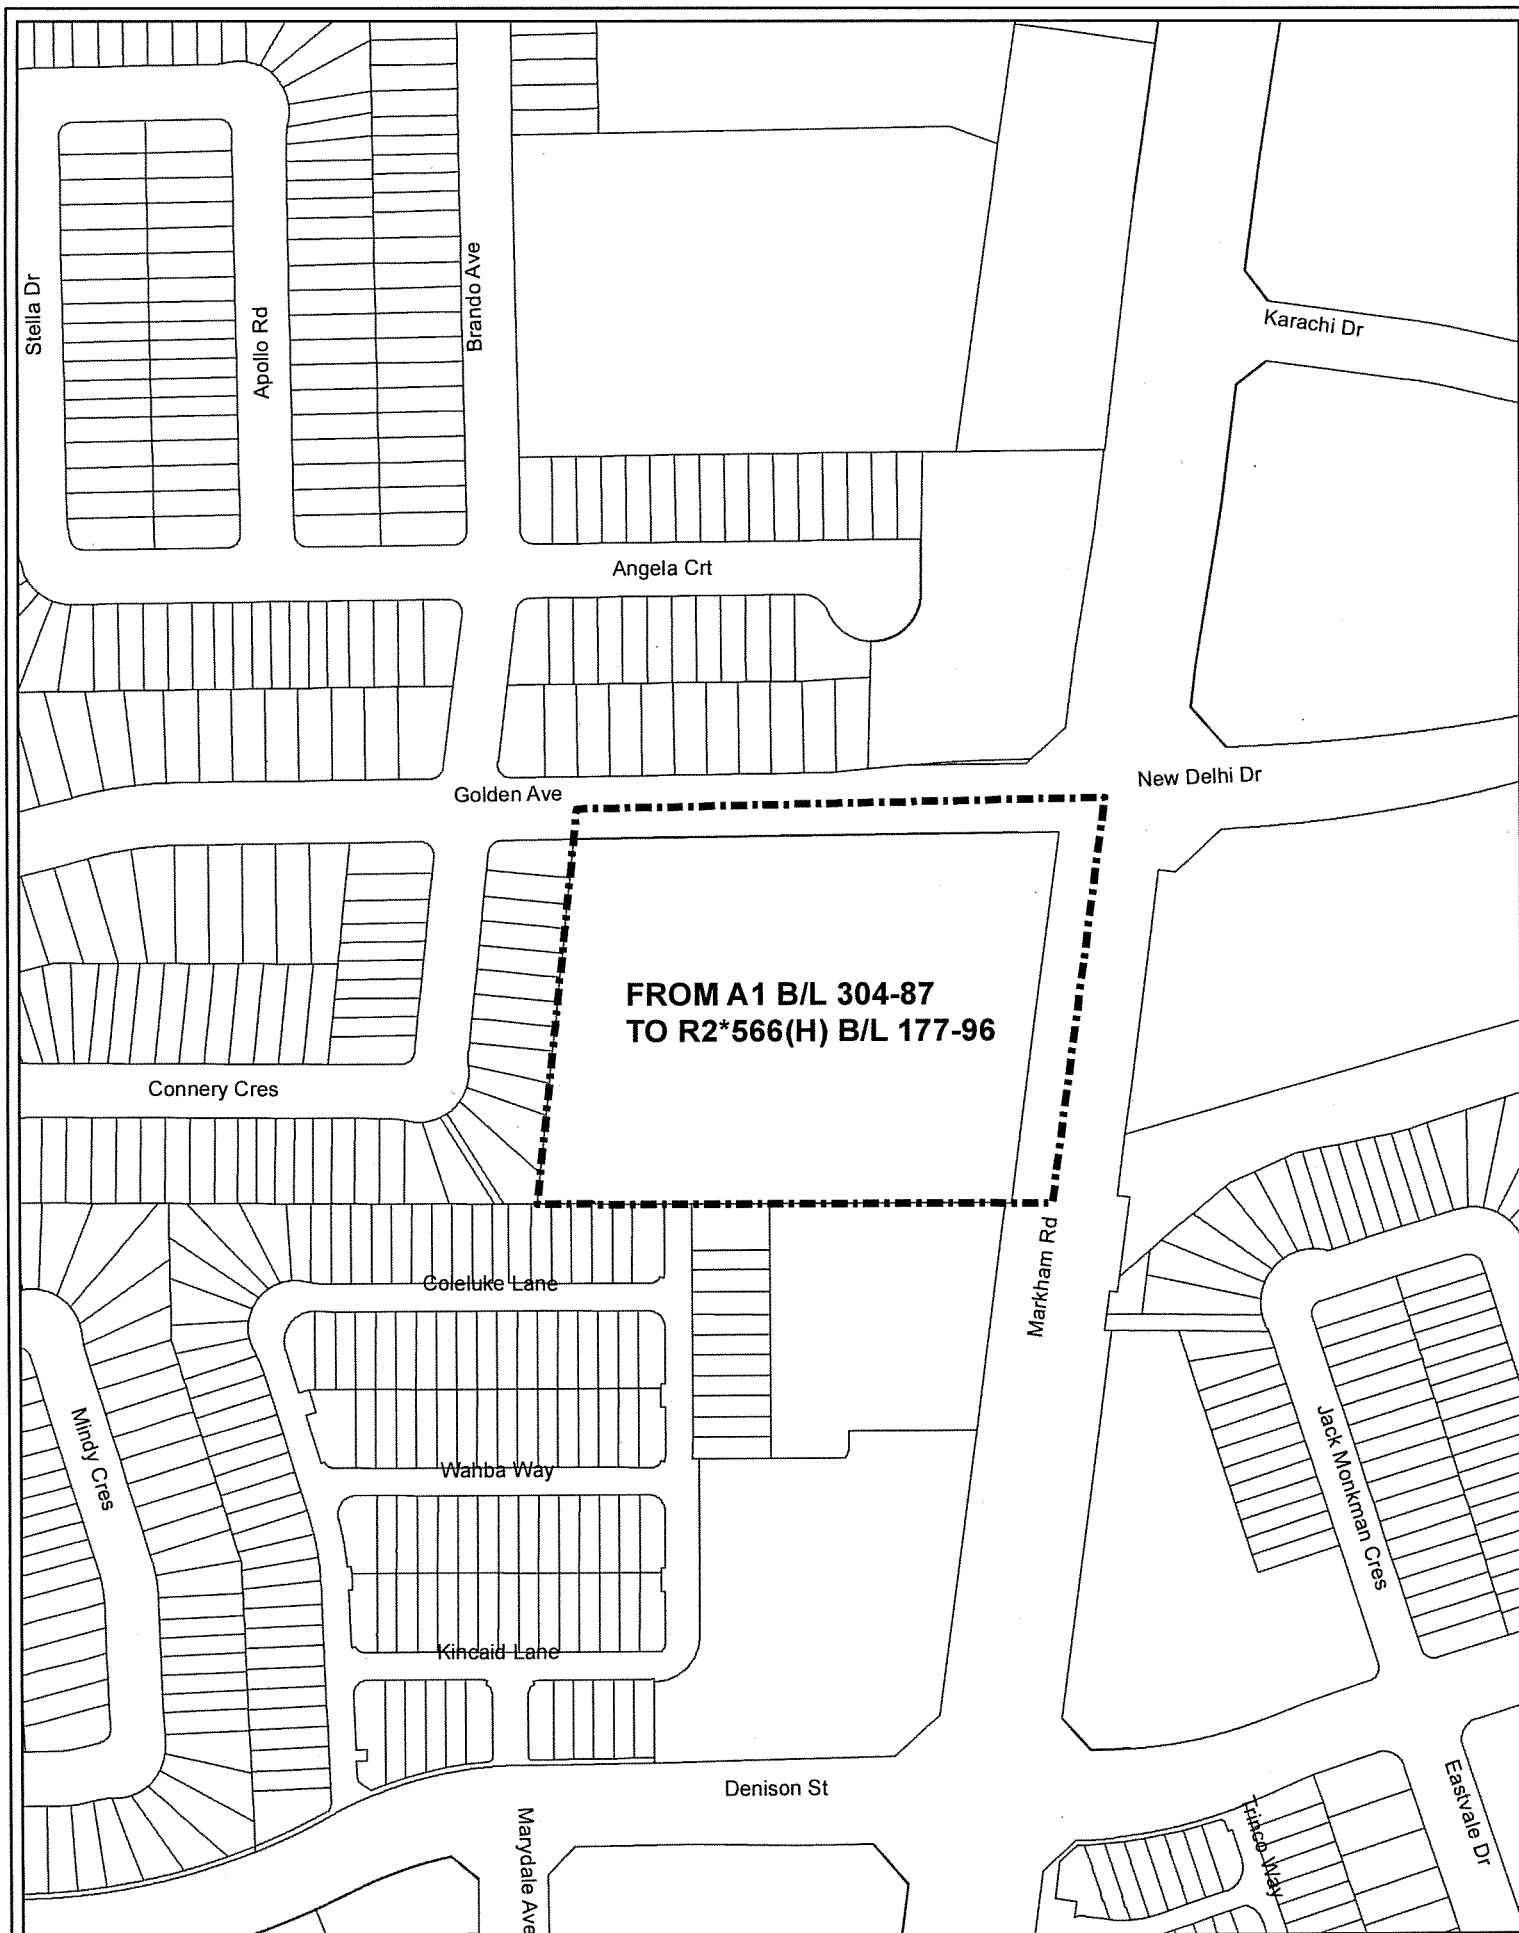 Stella Dr
Apollo Rd
Brando Ave
Karachi Dr
Angela Crt
Golden Ave
New Delhi Dr
FROM A1 B/L 304-87
TO R2*566(H) B/L 177-96
Connery Cres
Coleluke Lane
Markham Rd
Mindy Cres
Wahba Way
Jack Monkman Cres
Kincaid Lane
Denison St
Marydale Ave
Trinco Way
Eastvale Dr